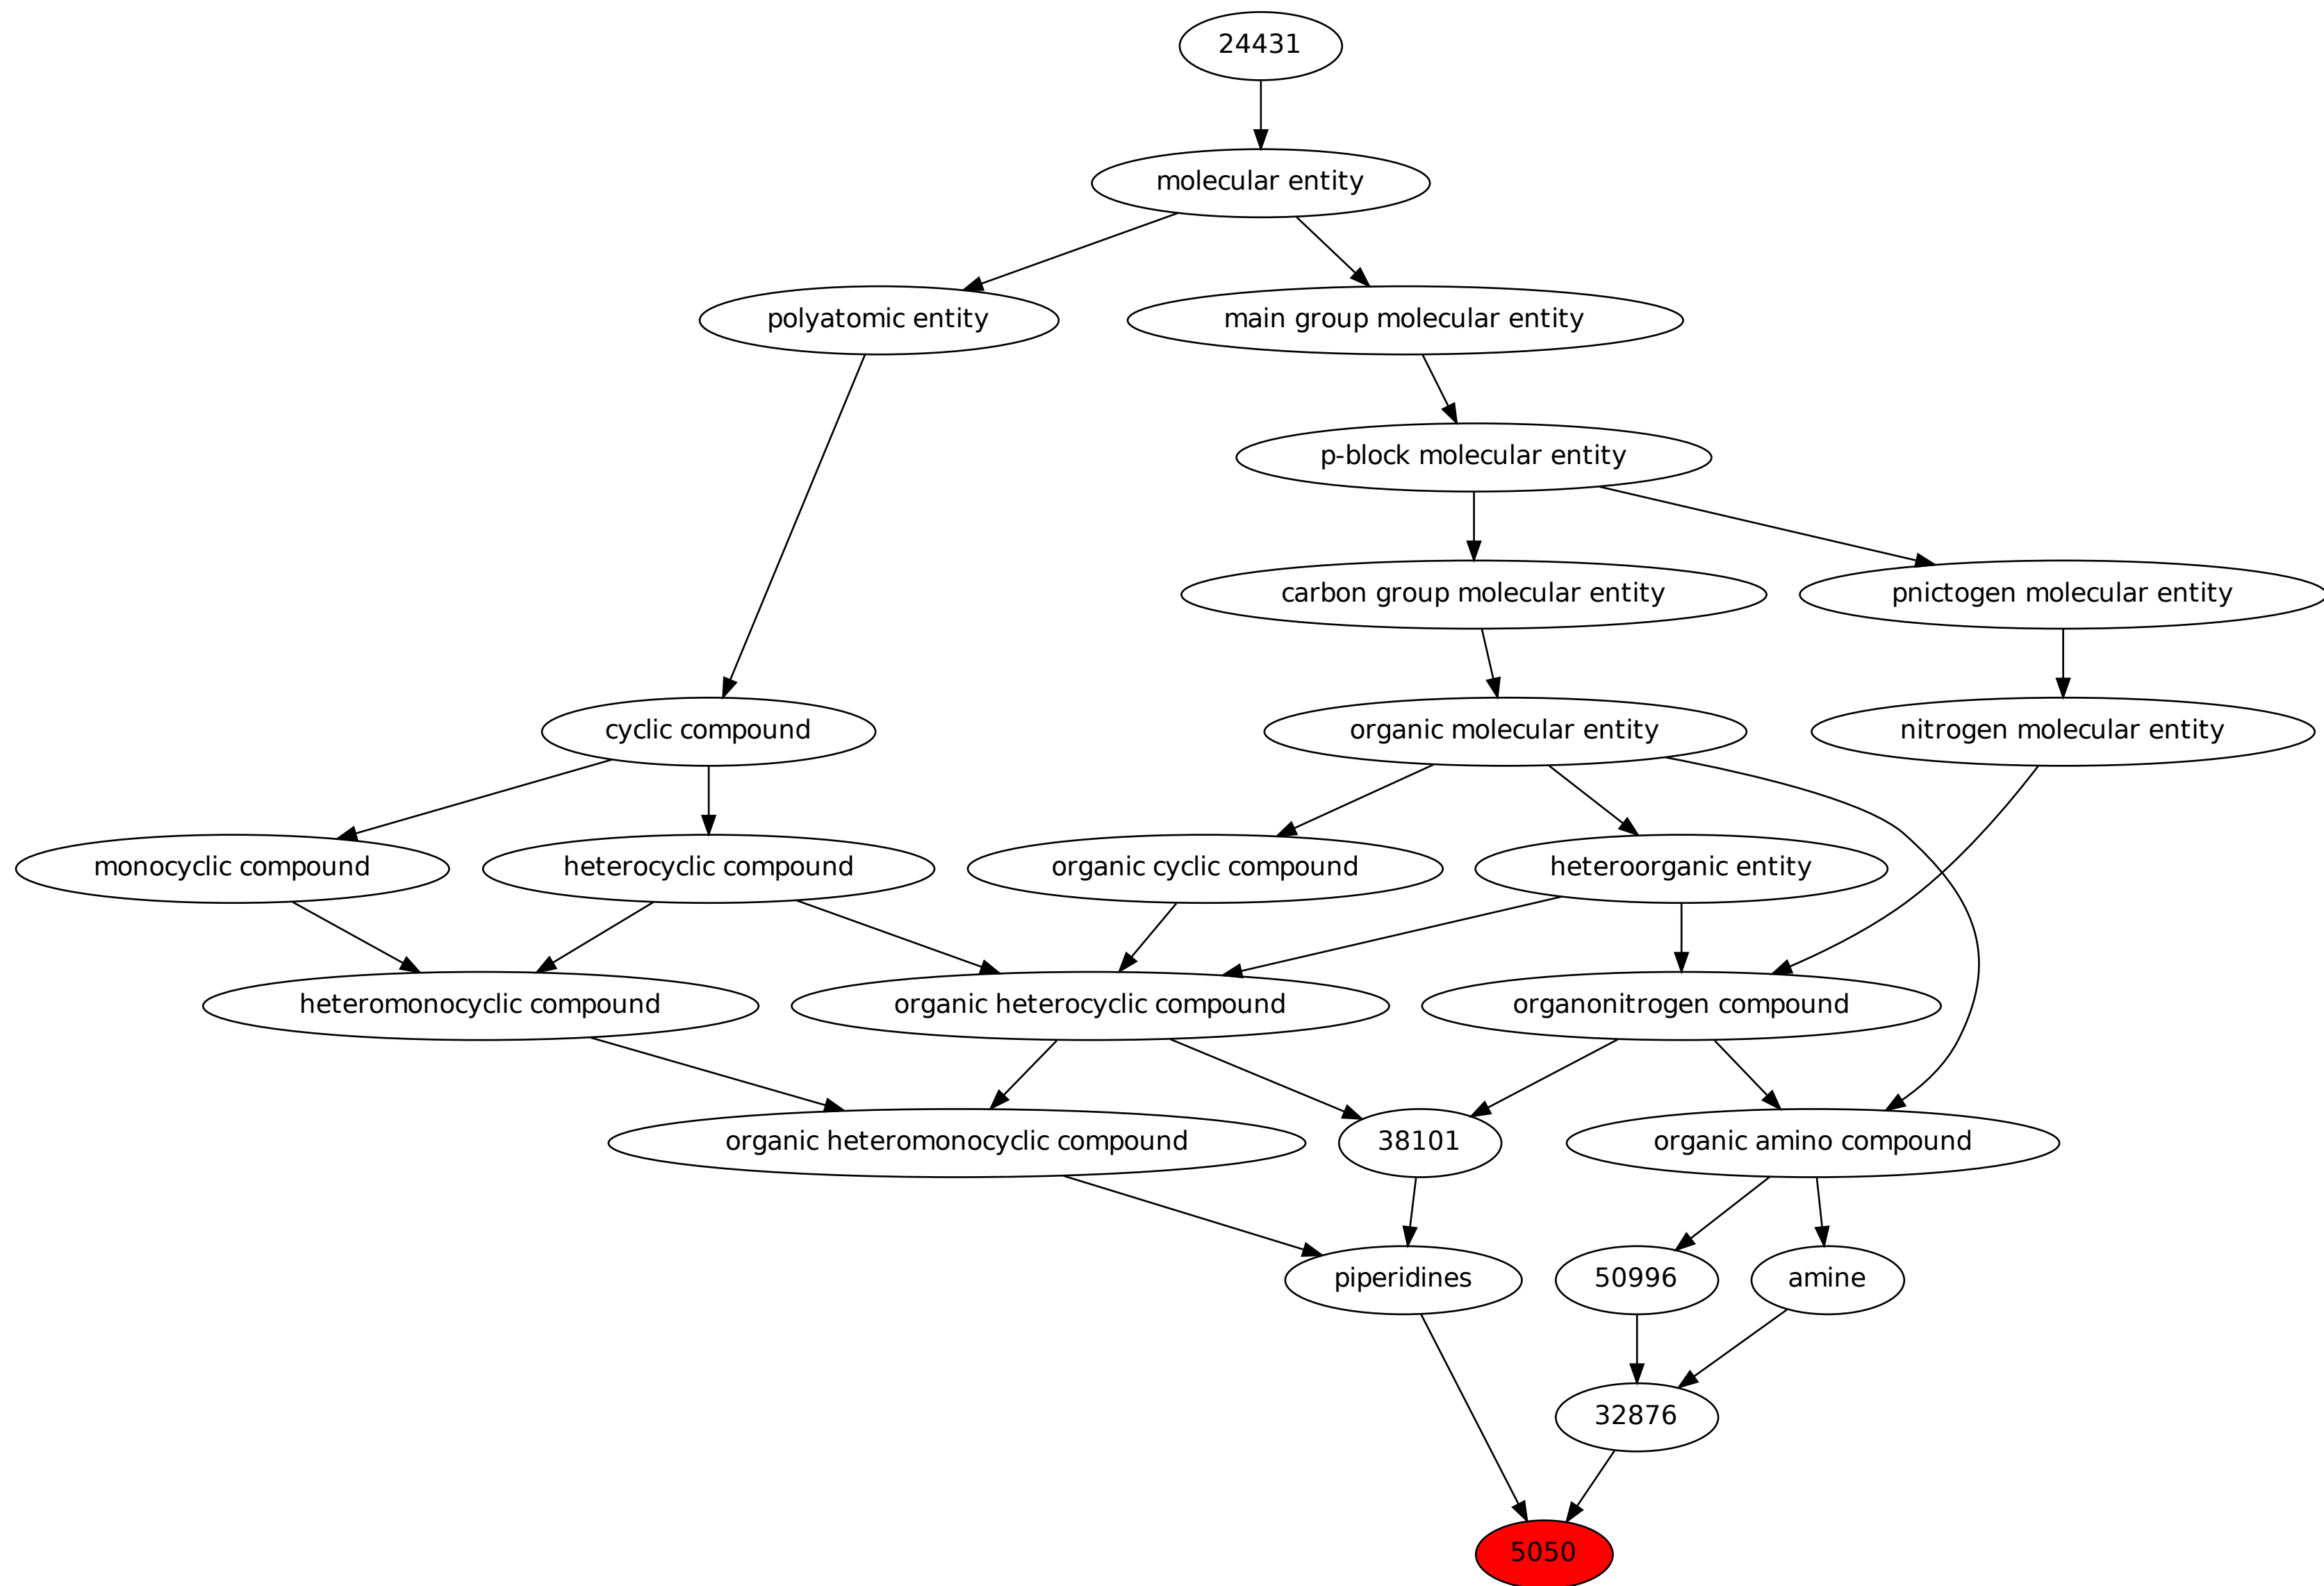 24431
molecular entity
polyatomic entity
main group molecular entity
p-block molecular entity
carbon group molecular entity
pnictogen molecular entity
cyclic compound
organic molecular entity
nitrogen molecular entity
monocyclic compound
heterocyclic compound
organic cyclic compound
heteroorganic entity
heteromonocyclic compound
organic heterocyclic compound
organonitrogen compound
organic heteromonocyclic compound
38101
organic amino compound
piperidines
50996
amine
32876
5050